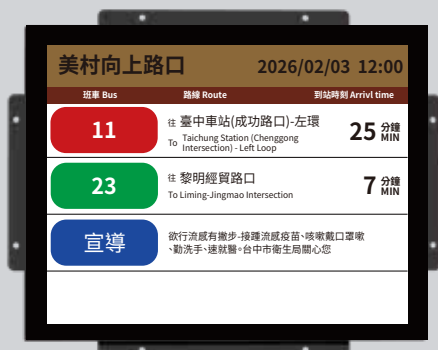 美村向上路口 2026/02/03 12:00
班車 Bus 路線 Route 到站時刻 Arrivl time
11 往 臺中車站(成功路口)-左環 25 分鐘 MIN
To Taichung Station (Chenggong
Intersection) - Left Loop
23 往 黎明經貿路口 7 分鐘 MIN
To Liming-Jingmao Intersection
宣導 欲行流感有撇步-接踵流感疫苗、咳嗽戴口罩嗽
、勤洗手、速就醫。台中市衛生局關心您